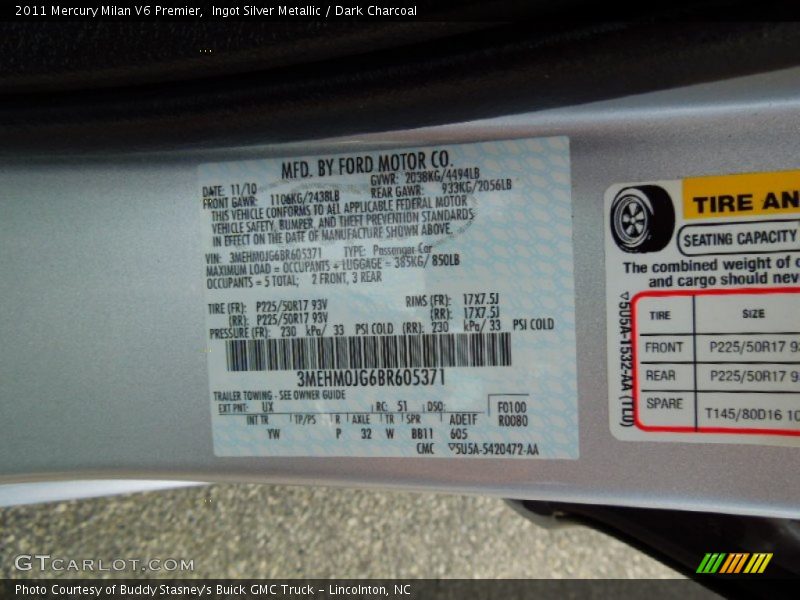 2011 Mercury Milan V6 Premier,  Ingot Silver Metallic / Dark Charcoal
MFD. BY FORD MOTOR CO.
DATE: 11/10
GVWR: 2038KG/4494LB
FRONT GAWR: 1106KG/2438LB
REAR GAWR: 933KG/2056LB
THIS VEHICLE CONFORMS TO ALL APPLICABLE FEDERAL MOTOR
VEHICLE SAFETY, BUMPER, AND THEFT PREVENTION STANDARDS
IN EFFECT ON THE DATE OF MANUFACTURE SHOWN ABOVE.
VIN: 3MEHM0JG6BR605371 TYPE: Passenger Car
MAXIMUM LOAD = OCCUPANTS + LUGGAGE = 385KG/850LB
OCCUPANTS = 5 TOTAL; 2 FRONT, 3 REAR
TIRE (FR): P225/50R17 93V RIMS (FR): 17X7.5J
(RR): P225/50R17 93V (RR): 17X7.5J
PRESSURE (FR): 230 kPa/ 33 PSI COLD (RR): 230 kPa/ 33 PSI COLD
3MEHM0JG6BR605371
TRAILER TOWING - SEE OWNER GUIDE
EXT PNT: UX RC: 51 DSO: F0100
INT TR TP/PS R AXLE TR SPR ADE1F R0080
YW P 32 W BB11 605
CMC ▽5U5A-5420472-AA
TIRE AN
SEATING CAPACITY
The combined weight of o
and cargo should nev
▽5U5A-1532-AA (TLU)
TIRE SIZE
FRONT P225/50R17 93
REAR P225/50R17 93
SPARE T145/80D16 10
GTCARLOT.COM
Photo Courtesy of Buddy Stasney's Buick GMC Truck - Lincolnton, NC